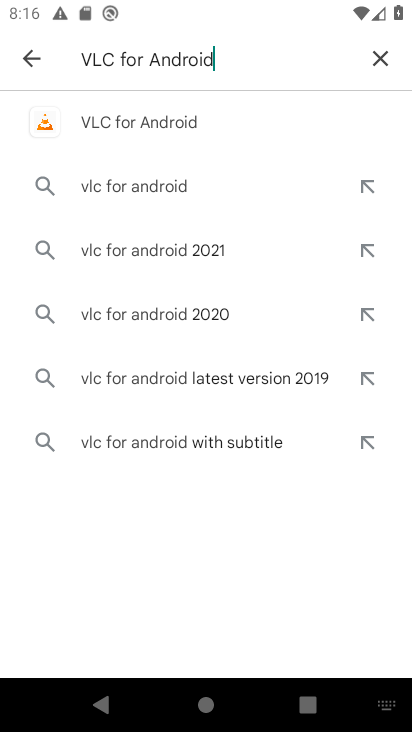 8:16
VLC for Android
VLC for Android
vlc for android
vlc for android 2021
vlc for android 2020
vlc for android latest version 2019
vlc for android with subtitle